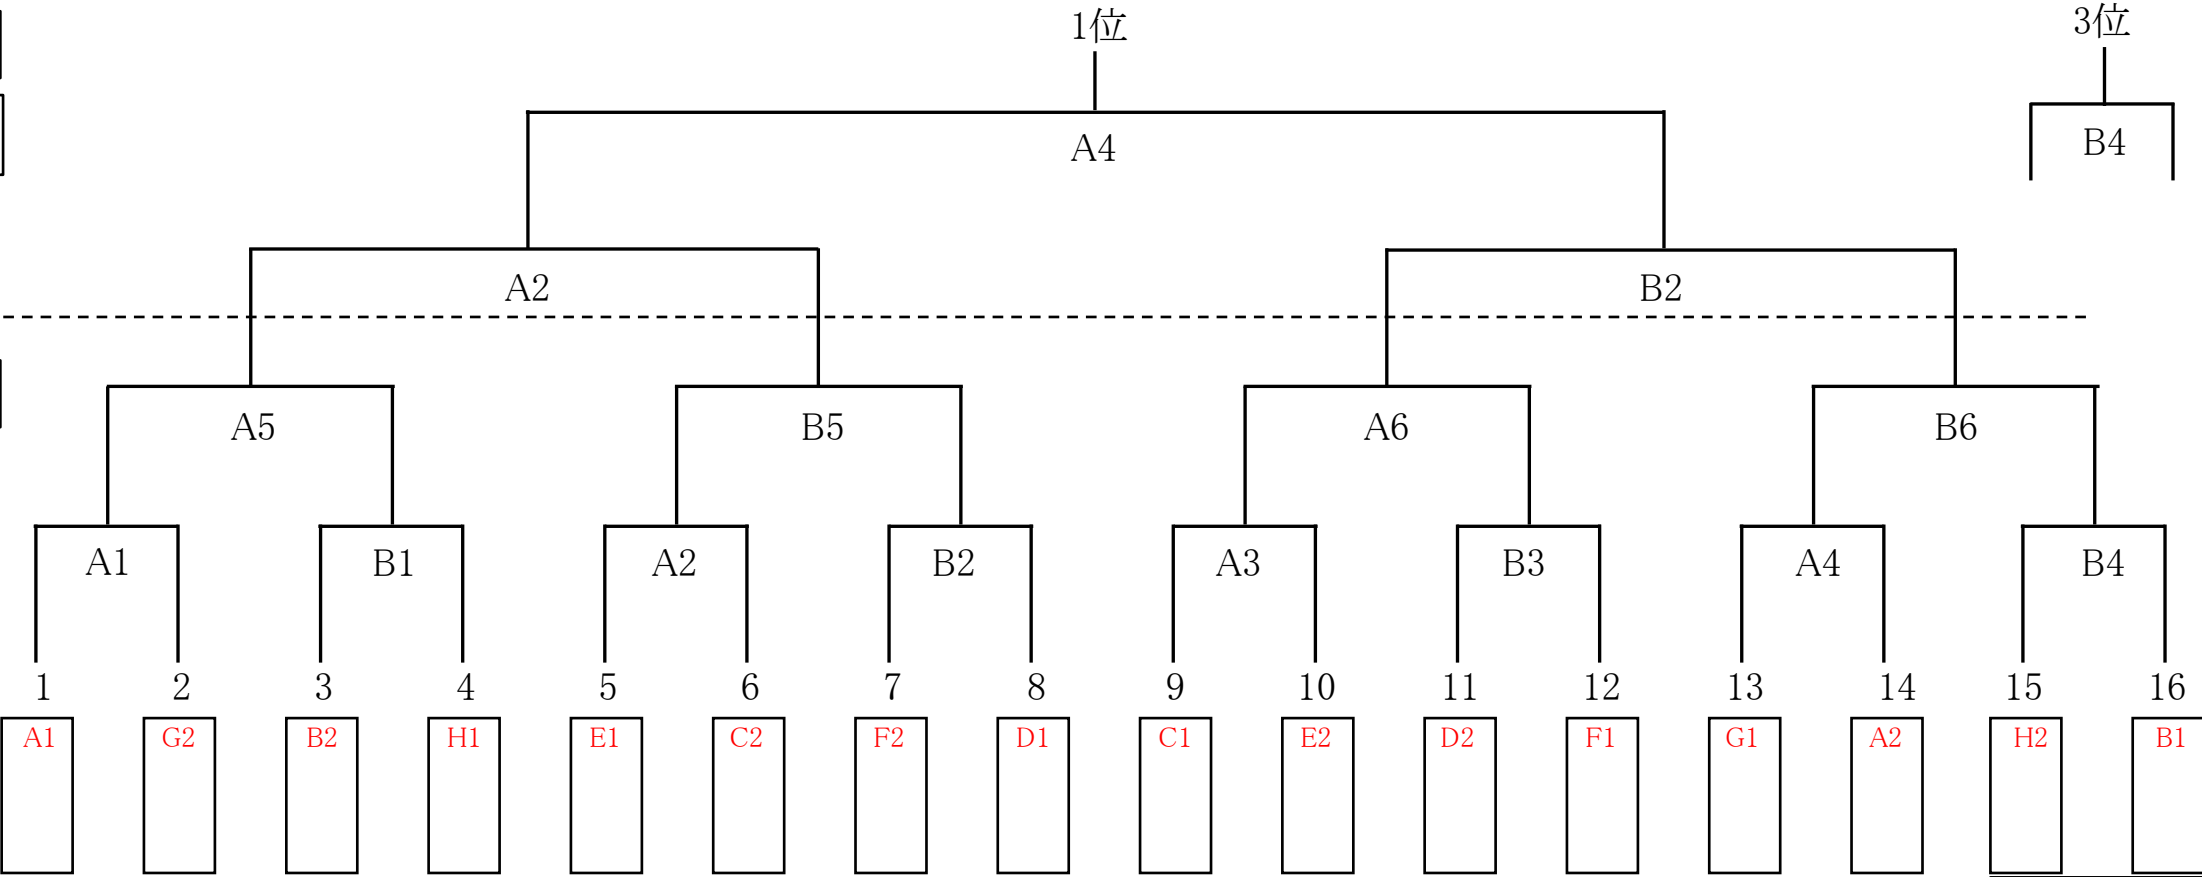 1位 3位
A4 B4
A2 B2
A5 B5 A6 B6
A1 B1 A2 B2 A3 B3 A4 B4
1 2 3 4 5 6 7 8 9 10 11 12 13 14 15 16
A1 G2 B2 H1 E1 C2 F2 D1 C1 E2 D2 F1 G1 A2 H2 B1